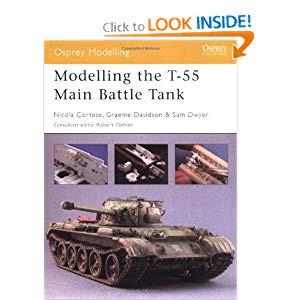 Click to LOOK INSIDE!
Osprey Modelling
OSPREY
Modelling the T-55
Main Battle Tank
Nicola Cortese, Graeme Davidson & Sam Dwyer
Consultant editor Robert Oehler